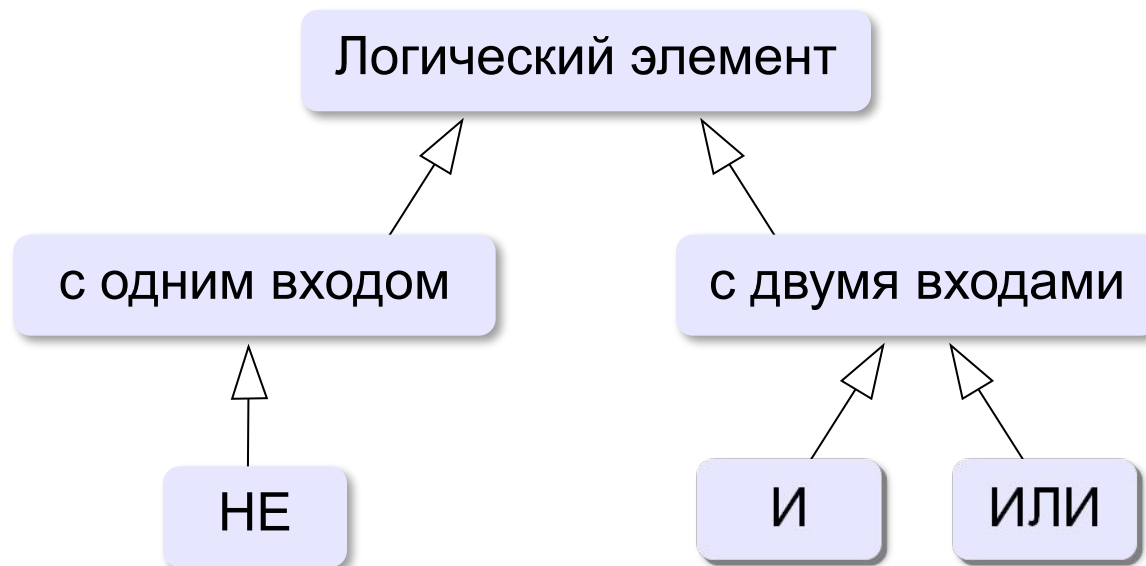 Логический элемент
с одним входом
с двумя входами
НЕ
И
ИЛИ